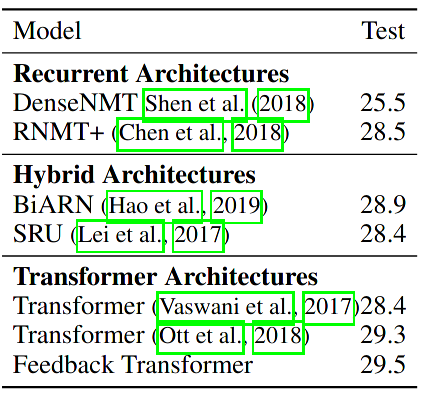 Model Test
Recurrent Architectures
DenseNMT Shen et al. (2018) 25.5
RNMT+ (Chen et al., 2018) 28.5
Hybrid Architectures
BiARN (Hao et al., 2019) 28.9
SRU (Lei et al., 2017) 28.4
Transformer Architectures
Transformer (Vaswani et al., 2017) 28.4
Transformer (Ott et al., 2018) 29.3
Feedback Transformer 29.5